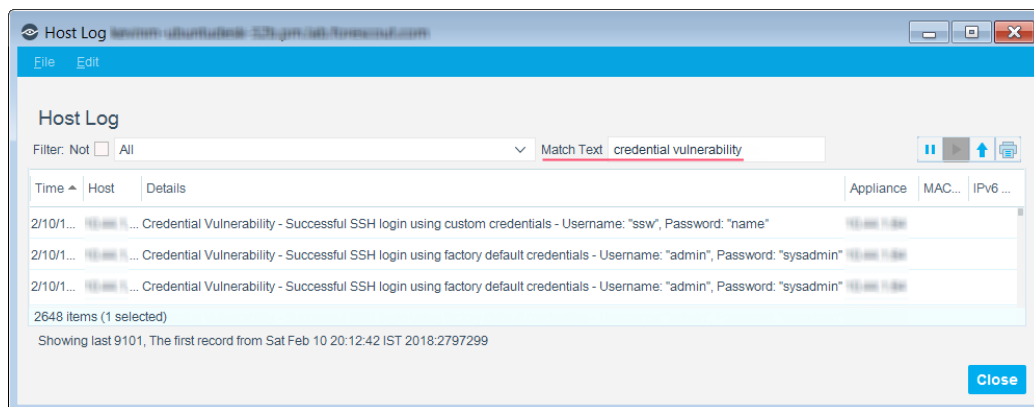 Host Log
File Edit
Host Log
Filter: Not All Match Text credential vulnerability
Time Host Details Appliance MAC... IPv6 ...
2/10/1... ... Credential Vulnerability - Successful SSH login using custom credentials - Username: "ssw", Password: "name"
2/10/1... ... Credential Vulnerability - Successful SSH login using factory default credentials - Username: "admin", Password: "sysadmin"
2/10/1... ... Credential Vulnerability - Successful SSH login using factory default credentials - Username: "admin", Password: "sysadmin"
2648 items (1 selected)
Showing last 9101, The first record from Sat Feb 10 20:12:42 IST 2018:2797299
Close